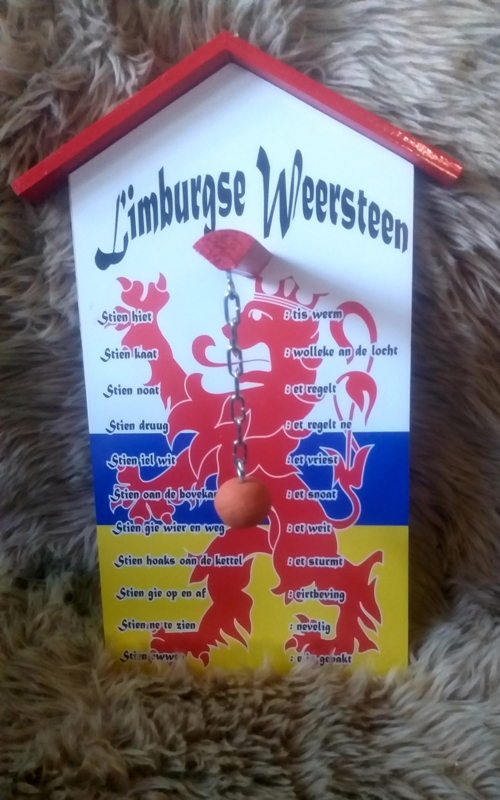 Limburgse Weersteen
Stien hiet : tis werm
Stien kaat : wolleke an de locht
Stien noat : et regelt
Stien druug : et regelt ne
Stien iel wit : et vriest
Stien oan de bovekan : et snoat
Stien gie wier en weg : et weit
Stien hoaks oan de kettel : et sturmt
Stien gie op en af : eirtbeving
Stien ne te zien : nevelig
Stien